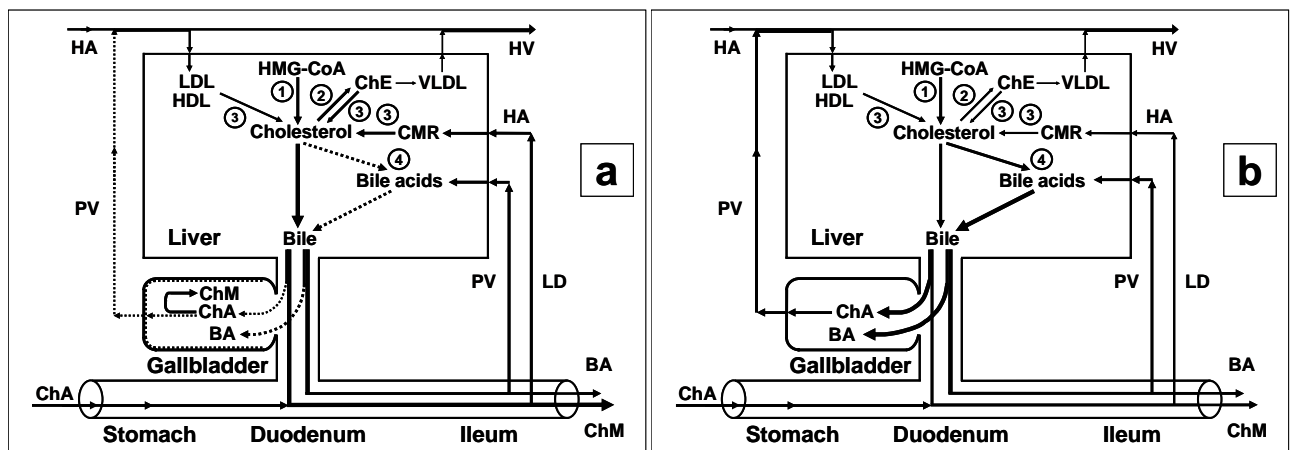 HA
HV
LDL
HDL
HMG-CoA
1
2
ChE
VLDL
3
3
3
HA
Cholesterol
CMR
4
a
Bile acids
PV
Liver
Bile
PV
LD
ChM
ChA
BA
Gallbladder
BA
ChA
ChM
Stomach
Duodenum
Ileum
HA
HV
LDL
HDL
HMG-CoA
1
2
ChE
VLDL
3
3
3
HA
Cholesterol
CMR
4
b
Bile acids
PV
Liver
Bile
PV
LD
ChA
BA
Gallbladder
BA
ChA
ChM
Stomach
Duodenum
Ileum